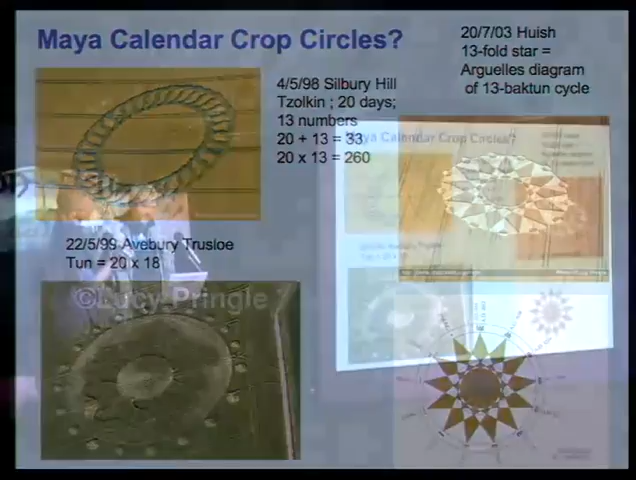 Maya Calendar Crop Circles?
20/7/03 Huish
13-fold star =
Arguelles diagram
of 13-baktun cycle
4/5/98 Silbury Hill
Tzolkin ; 20 days;
13 numbers
20 + 13 = 33
20 x 13 = 260
Maya Calendar Crop Circles?
22/5/99 Avebury Trusloe
Tun = 20 x 18
©Lucy Pringle